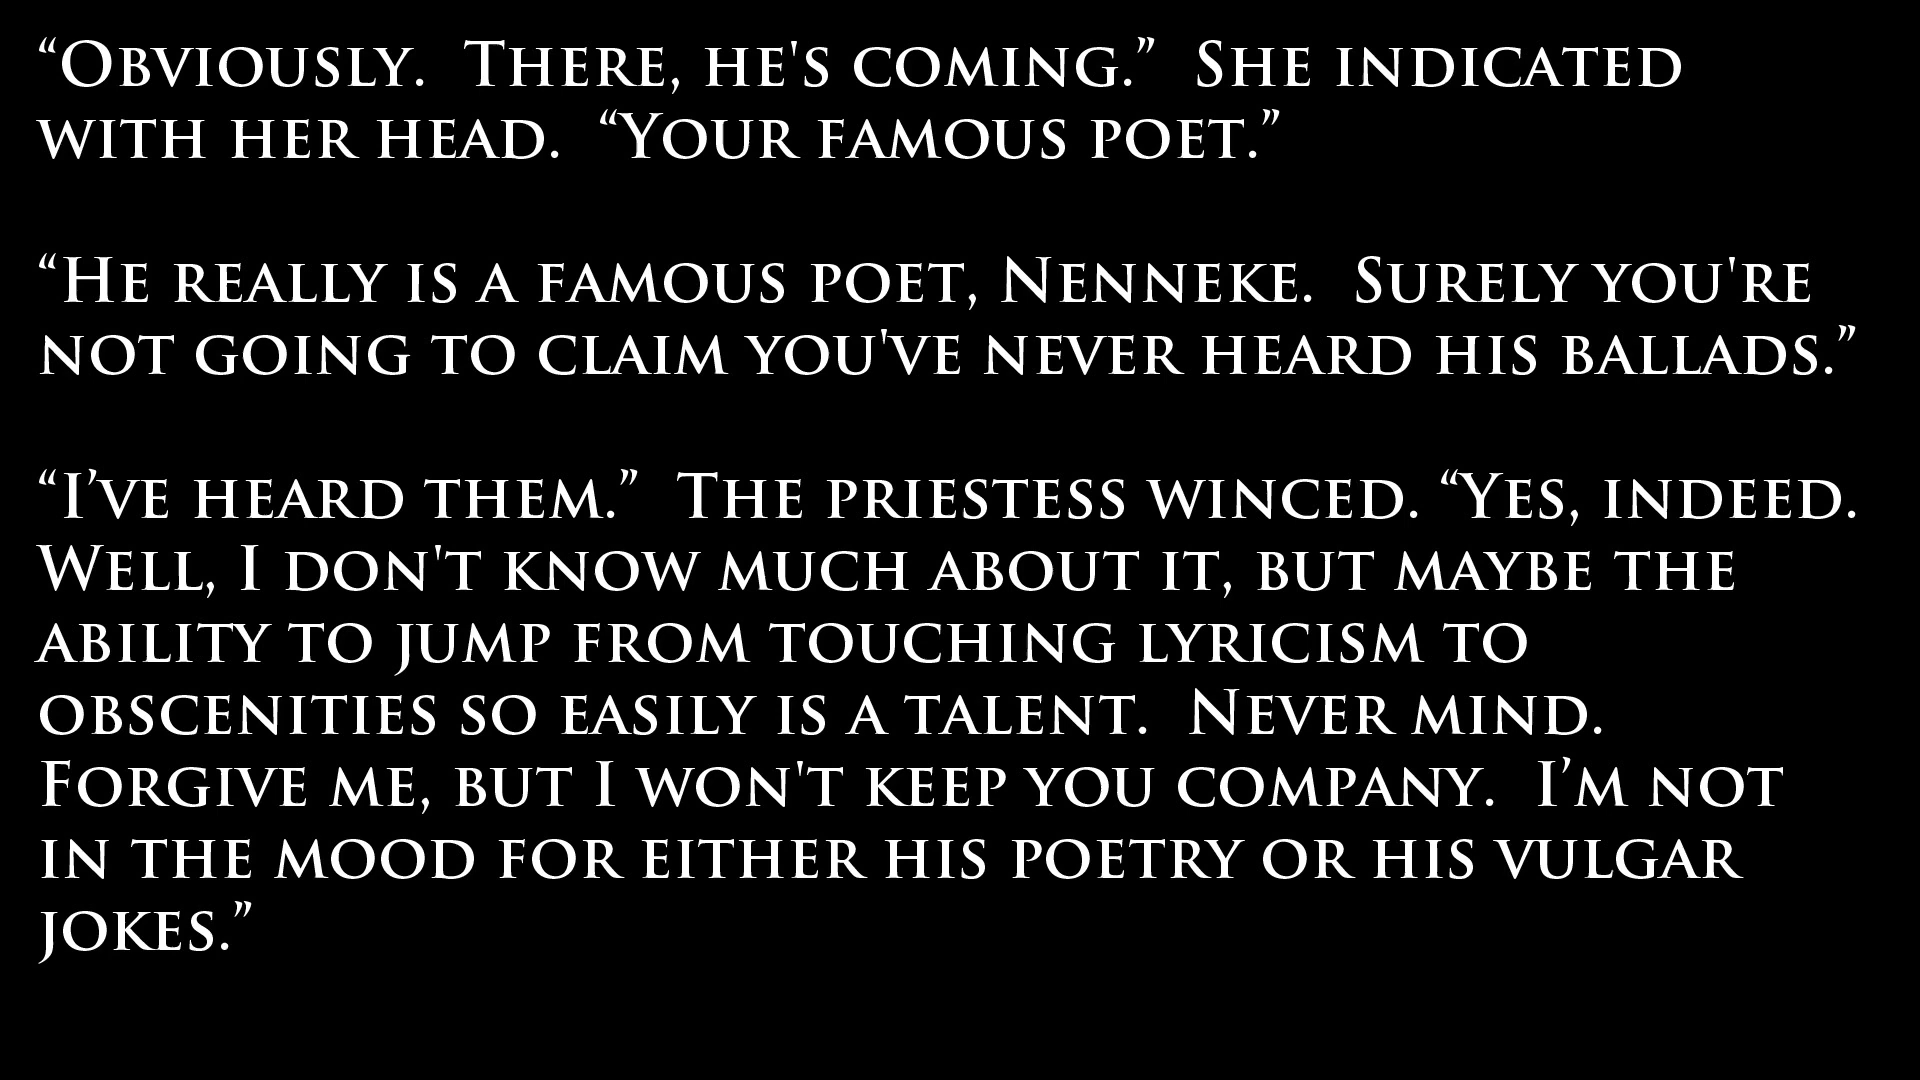 “Obviously.  There, he's coming.”  She indicated
with her head.  “Your famous poet.”
“He really is a famous poet, Nenneke.  Surely you're
not going to claim you've never heard his ballads.”
“I’ve heard them.”  The priestess winced. “Yes, indeed.
Well, I don't know much about it, but maybe the
ability to jump from touching lyricism to
obscenities so easily is a talent.  Never mind.
Forgive me, but I won't keep you company.  I’m not
in the mood for either his poetry or his vulgar
jokes.”